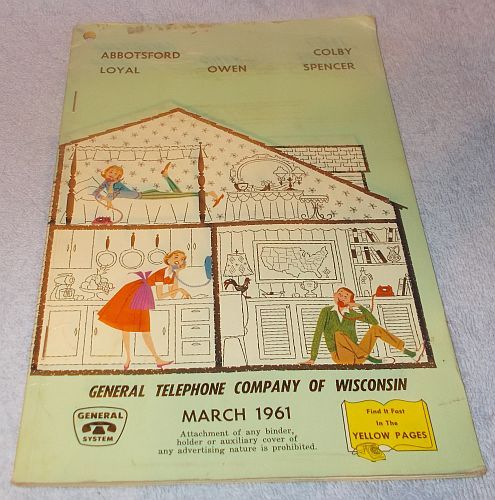 ABBOTSFORD COLBY
LOYAL OWEN SPENCER
GENERAL TELEPHONE COMPANY OF WISCONSIN
GENERAL
SYSTEM
MARCH 1961
Attachment of any binder,
holder or auxiliary cover of
any advertising nature is prohibited.
Find It Fast
In The
YELLOW PAGES